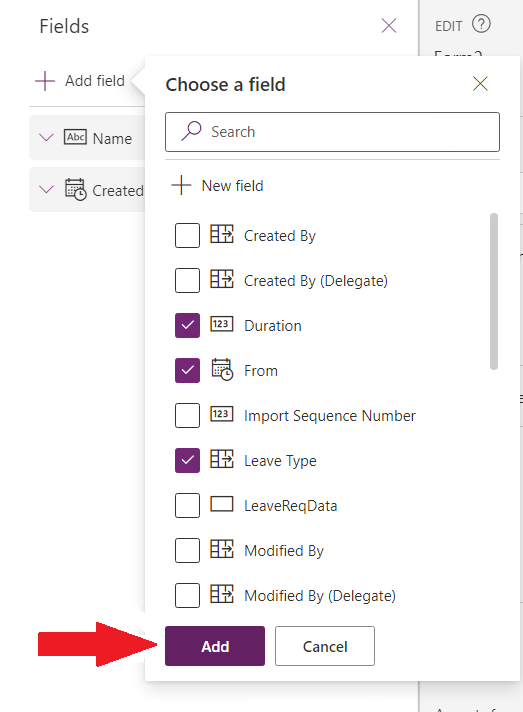 Fields
EDIT
Add field
Choose a field
Search
Abc Name
Created
New field
Created By
Created By (Delegate)
123 Duration
From
123 Import Sequence Number
Leave Type
LeaveReqData
Modified By
Modified By (Delegate)
Add
Cancel